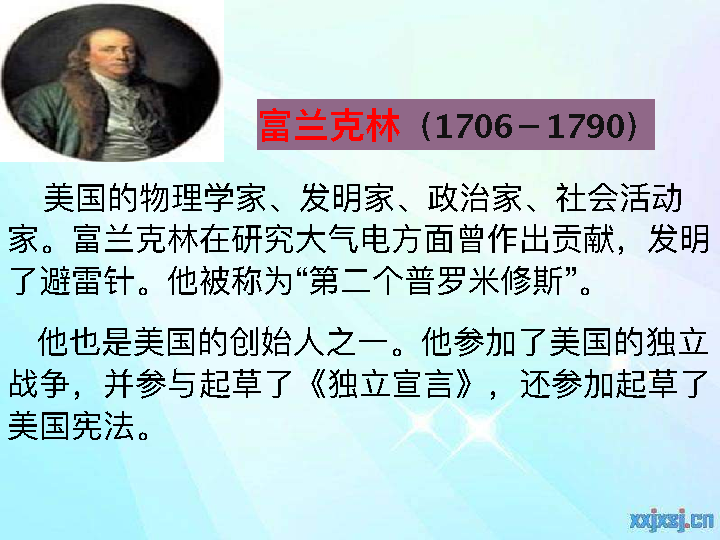 富兰克林（1706－1790）
美国的物理学家、发明家、政治家、社会活动
家。富兰克林在研究大气电方面曾作出贡献，发明
了避雷针。他被称为“第二个普罗米修斯”。
他也是美国的创始人之一。他参加了美国的独立
战争，并参与起草了《独立宣言》，还参加起草了
美国宪法。
xxjxsj.cn